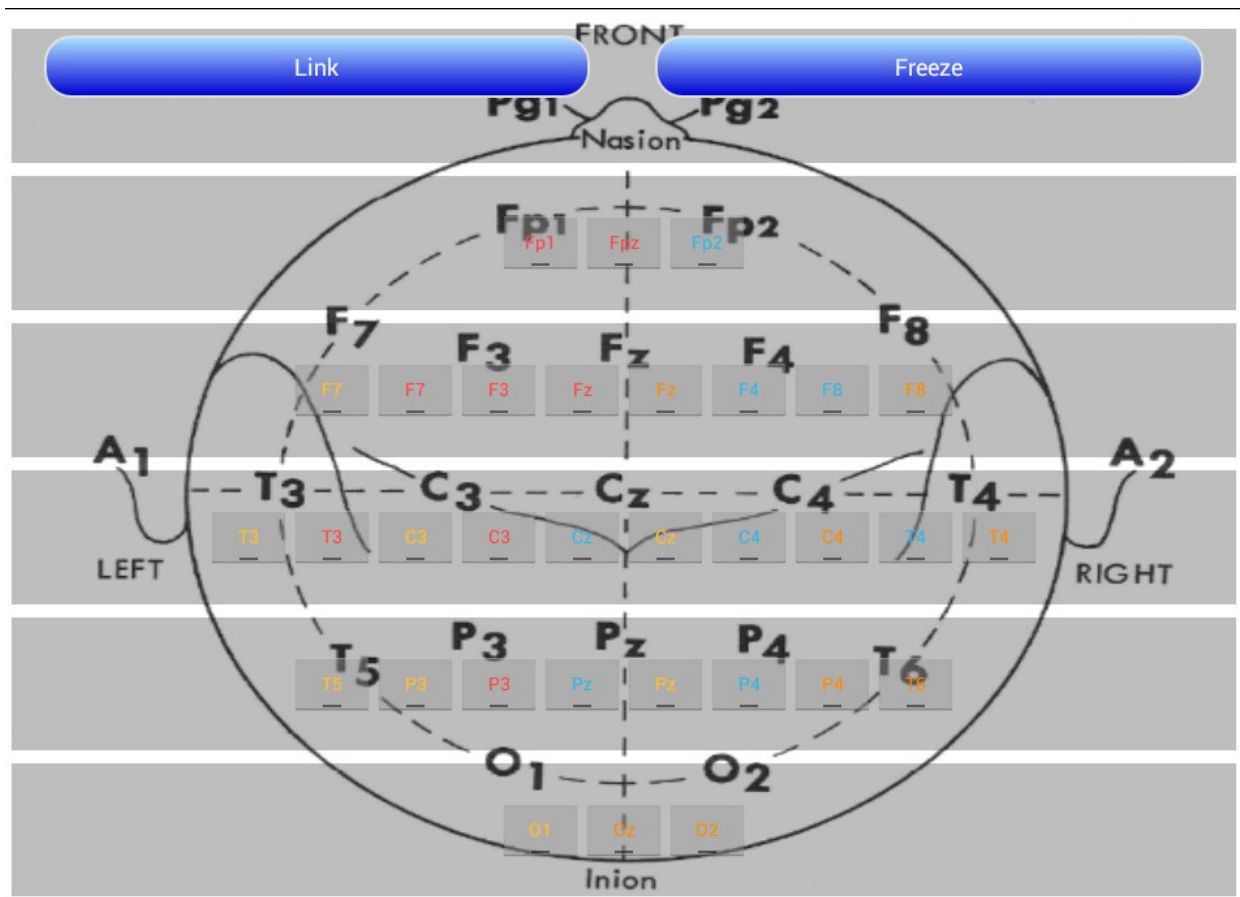 FRONT
Link Freeze
Pg1 Pg2
Nasion
Fp1 Fp2
Fp1 Fpz Fp2
F7 F8
F3 Fz F4
F7 F7 F3 Fz Fz F4 F8 F8
A1 A2
T3 C3 Cz C4 T4
T3 T3 C3 C3 Cz Cz C4 C4 T4 T4
LEFT RIGHT
P3 Pz P4
T5 T6
T5 P3 P3 Pz Pz P4 P4 T6
O1 O2
O1 Oz O2
Inion